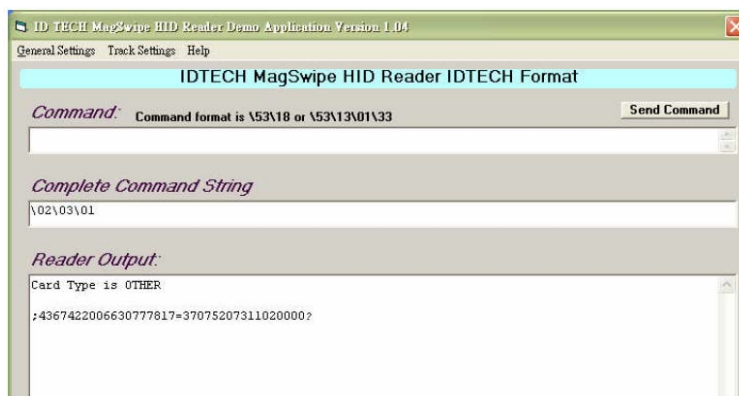 ID TECH MagSwipe HID Reader Demo Application Version 1.04
General Settings Track Settings Help
IDTECH MagSwipe HID Reader IDTECH Format
Command: Command format is \53\18 or \53\13\01\33 Send Command
Complete Command String
\02\03\01
Reader Output:
Card Type is OTHER
;4367422006630777817=37075207311020000?